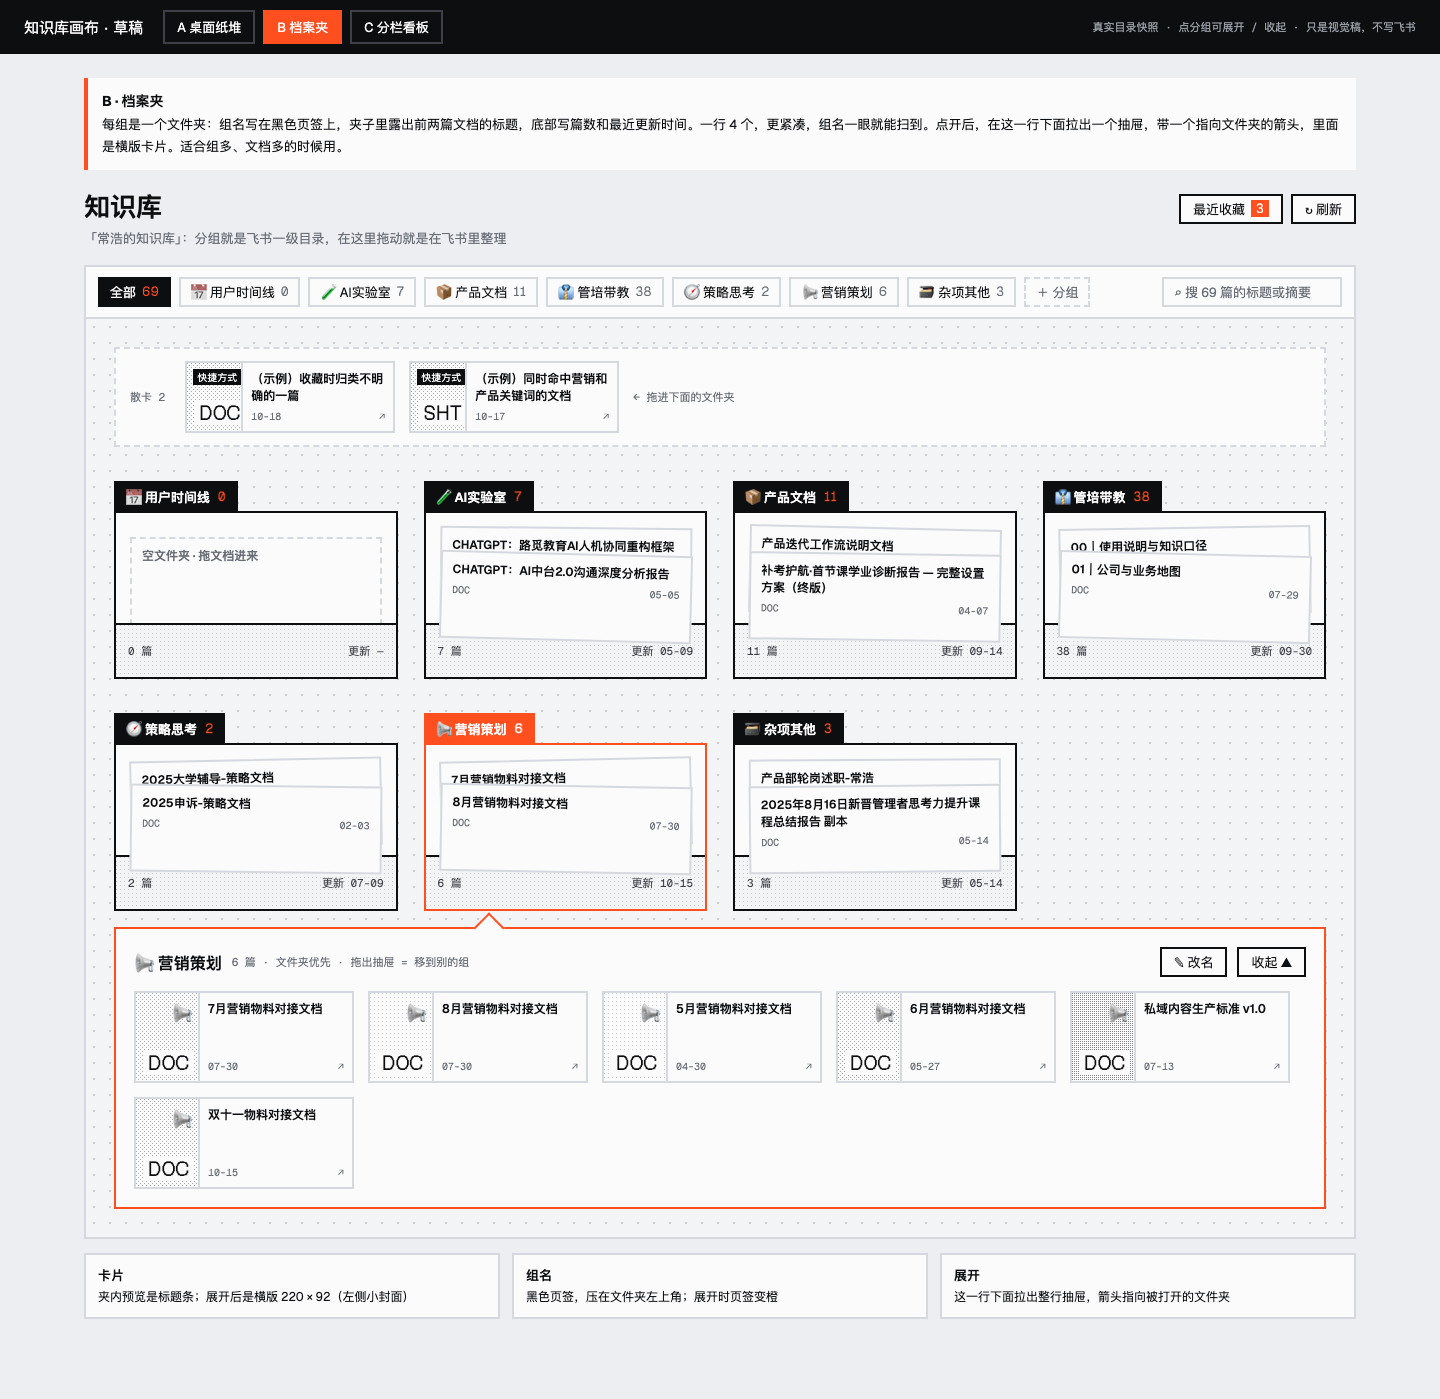 知识库画布 · 草稿
A 桌面纸堆
B 档案夹
C 分栏看板
真实目录快照 · 点分组可展开 / 收起 · 只是视觉稿，不写飞书
B · 档案夹
每组是一个文件夹：组名写在黑色页签上，夹子里露出前两篇文档的标题，底部写篇数和最近更新时间。一行 4 个，更紧凑，组名一眼就能扫到。点开后，在这一行下面拉出一个抽屉，带一个指向文件夹的箭头，里面
是横版卡片。适合组多、文档多的时候用。
知识库
最近收藏 3
↻ 刷新
「常浩的知识库」：分组就是飞书一级目录，在这里拖动就是在飞书里整理
全部 69
用户时间线 0
AI实验室 7
产品文档 11
管培带教 38
策略思考 2
营销策划 6
杂项其他 3
＋ 分组
⌕ 搜 69 篇的标题或摘要
散卡 2
快捷方式
DOC
（示例）收藏时归类不明
确的一篇
10-18
↗
快捷方式
SHT
（示例）同时命中营销和
产品关键词的文档
10-17
↗
← 拖进下面的文件夹
用户时间线 0
空文件夹 · 拖文档进来
0 篇
更新 —
AI实验室 7
CHATGPT：路觅教育AI人机协同重构框架
CHATGPT：AI中台2.0沟通深度分析报告
DOC
05-05
7 篇
更新 05-09
产品文档 11
产品迭代工作流说明文档
补考护航·首节课学业诊断报告 — 完整设置
方案（终版）
DOC
04-07
11 篇
更新 09-14
管培带教 38
00｜使用说明与知识口径
01｜公司与业务地图
DOC
07-29
38 篇
更新 09-30
策略思考 2
2025大学辅导-策略文档
2025申诉-策略文档
DOC
02-03
2 篇
更新 07-09
营销策划 6
7月营销物料对接文档
8月营销物料对接文档
DOC
07-30
6 篇
更新 10-15
杂项其他 3
产品部轮岗述职-常浩
2025年8月16日新晋管理者思考力提升课
程总结报告 副本
DOC
05-14
3 篇
更新 05-14
营销策划
6 篇 · 文件夹优先 · 拖出抽屉 = 移到别的组
✎ 改名
收起 ▲
DOC
7月营销物料对接文档
07-30
↗
DOC
8月营销物料对接文档
07-30
↗
DOC
5月营销物料对接文档
04-30
↗
DOC
6月营销物料对接文档
05-27
↗
DOC
私域内容生产标准 v1.0
07-13
↗
DOC
双十一物料对接文档
10-15
↗
卡片
夹内预览是标题条；展开后是横版 220 × 92（左侧小封面）
组名
黑色页签，压在文件夹左上角；展开时页签变橙
展开
这一行下面拉出整行抽屉，箭头指向被打开的文件夹